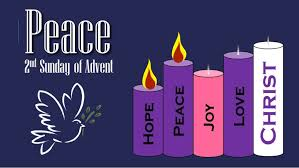 Peace
2nd Sunday of Advent
HOPE
PEACE
JOY
LOVE
CHRIST